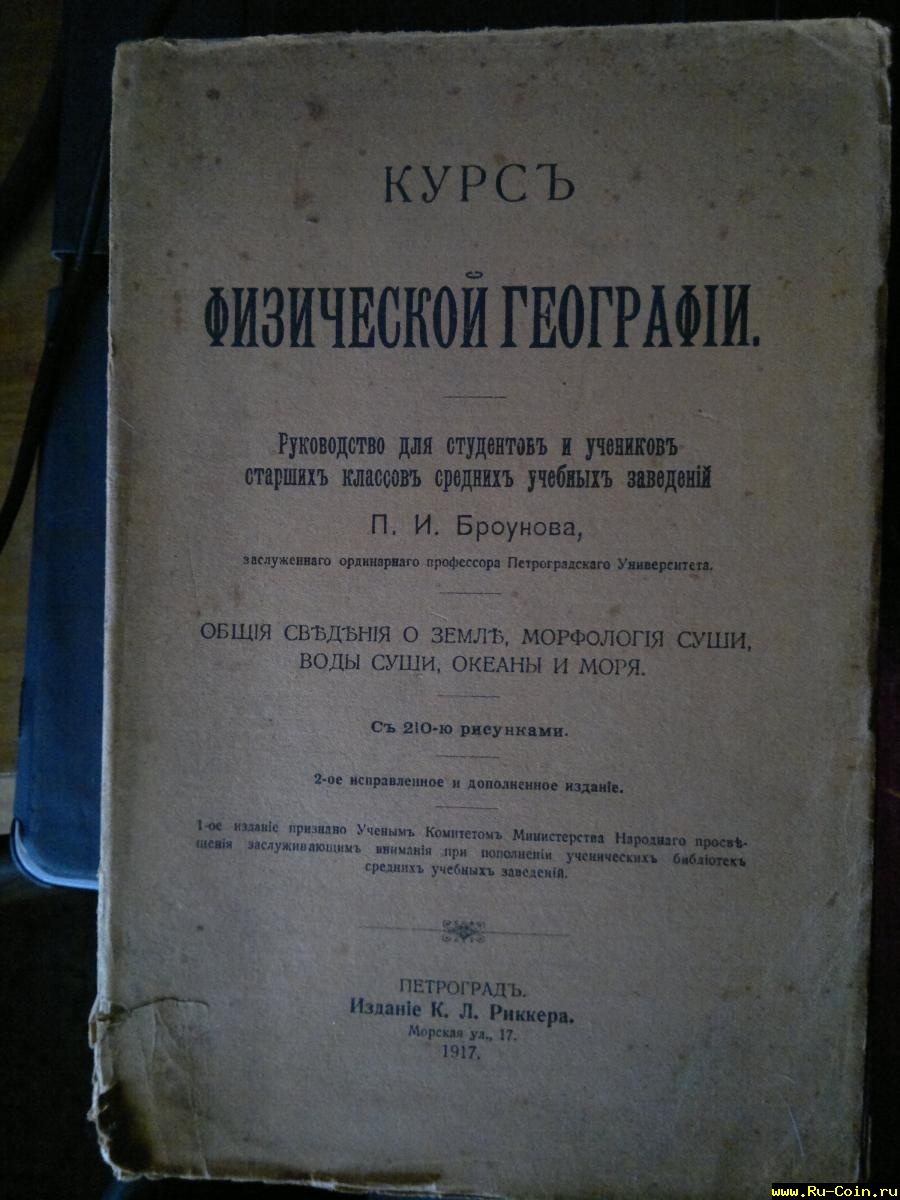 КУРСЪ
ФИЗИЧЕСКОЙ ГЕОГРАФІИ.
Руководство для студентовъ и учениковъ
старшихъ классовъ среднихъ учебныхъ заведеній
П. И. Броунова,
заслуженнаго ординарнаго профессора Петроградскаго Университета.
ОБЩІЯ СВѢДѢНІЯ О ЗЕМЛѢ, МОРФОЛОГІЯ СУШИ,
ВОДЫ СУШИ, ОКЕАНЫ И МОРЯ.
Съ 210-ю рисунками.
2-ое исправленное и дополненное изданіе.
1-ое изданіе признано Ученымъ Комитетомъ Министерства Народнаго просвѣ-
щенія заслуживающимъ вниманія при пополненіи ученическихъ библіотекъ
среднихъ учебныхъ заведеній.
ПЕТРОГРАДЪ.
Изданіе К. Л. Риккера.
Морская ул., 17.
1917.
www.Ru-Coin.ru